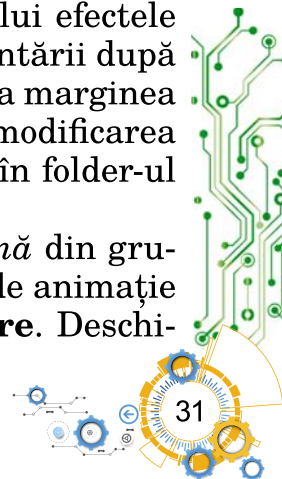 lui efectele
ntării după
a marginea
modificarea
în folder-ul
nă din gru-
le animație
re. Deschi-
31